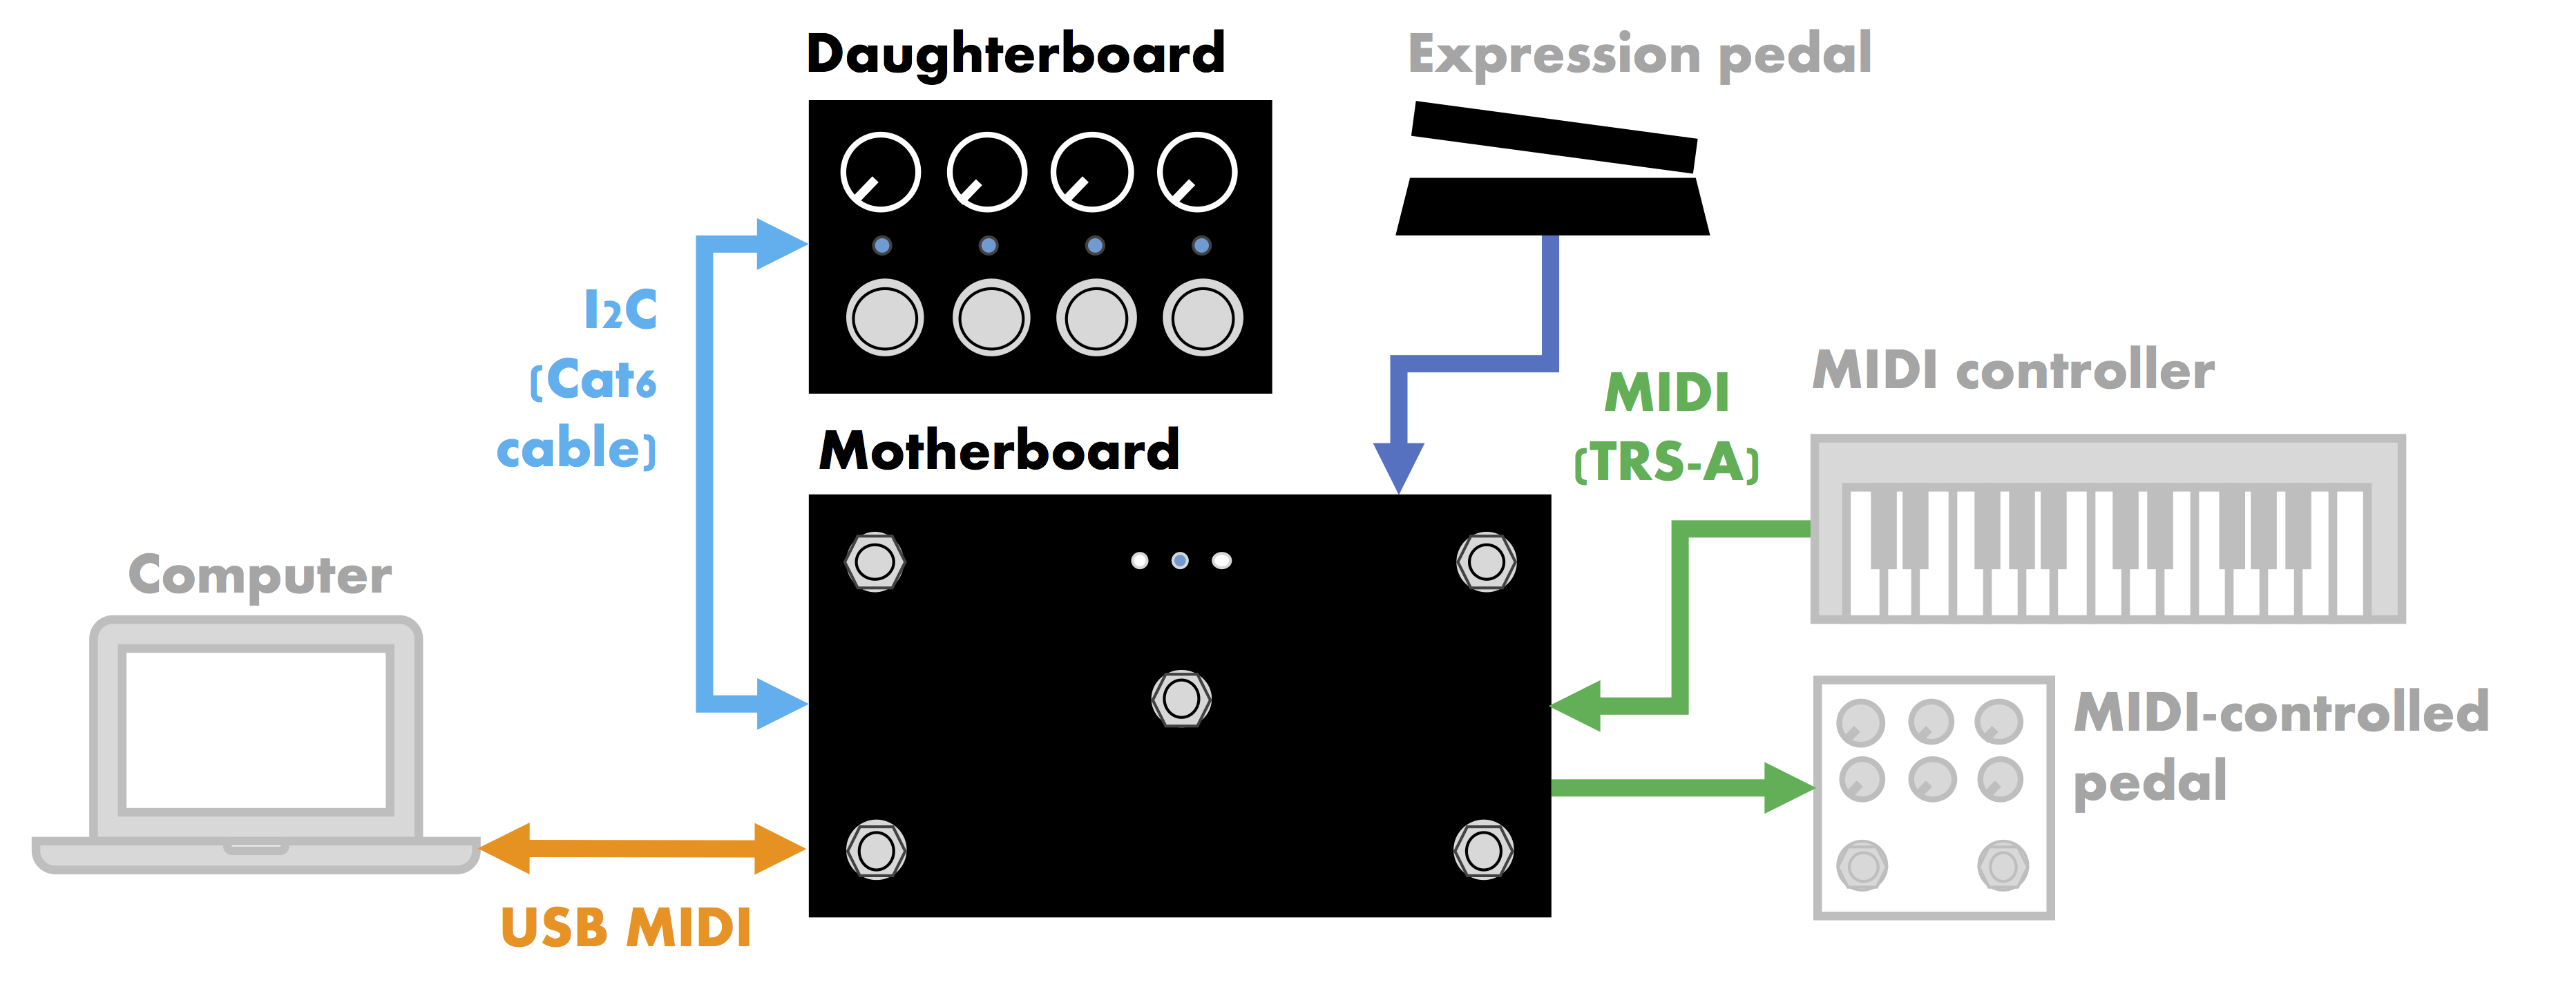 Daughterboard
Expression pedal
I2C
(Cat6
cable)
MIDI
(TRS-A)
MIDI controller
Motherboard
Computer
MIDI-controlled
pedal
USB MIDI